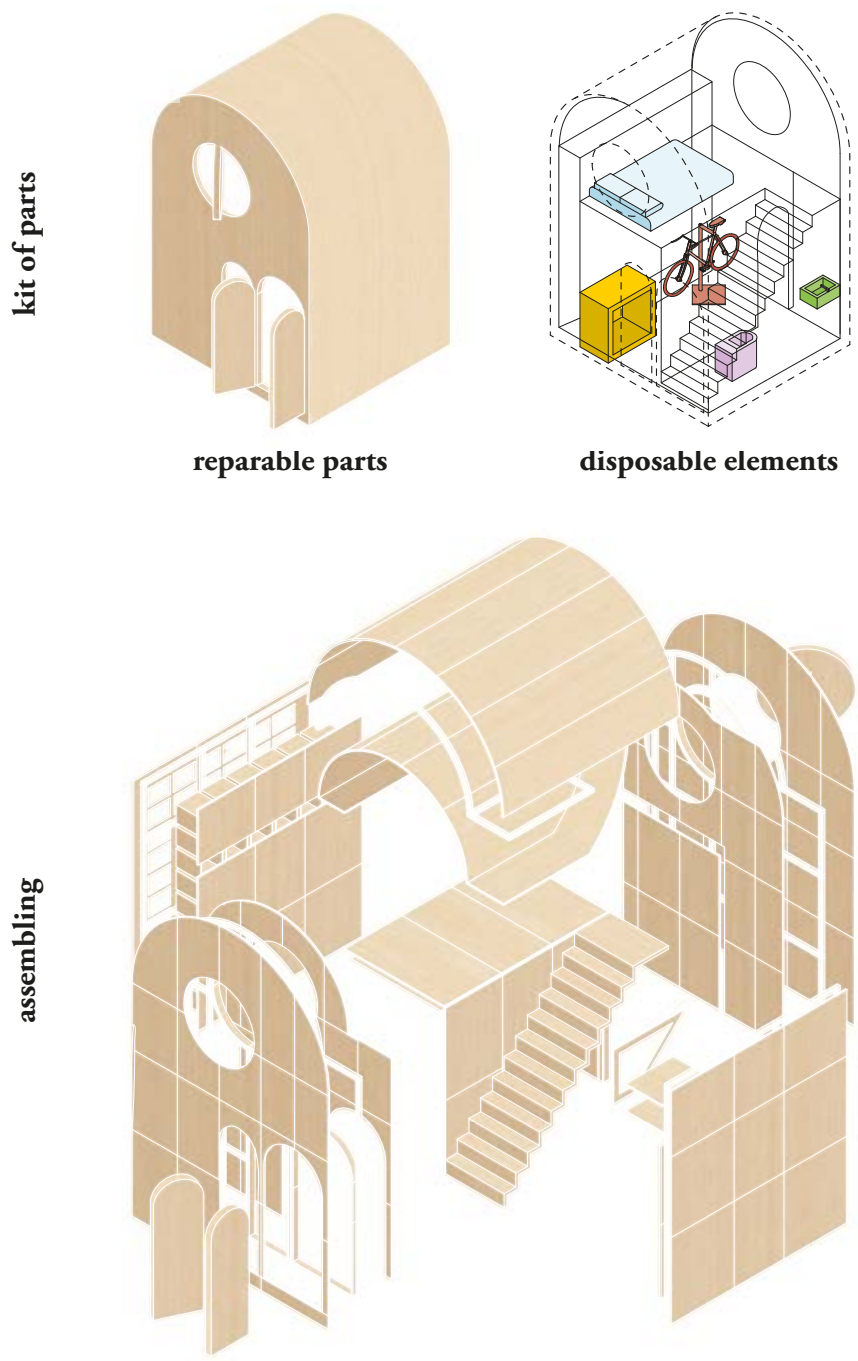 kit of parts
reparable parts
disposable elements
assembling